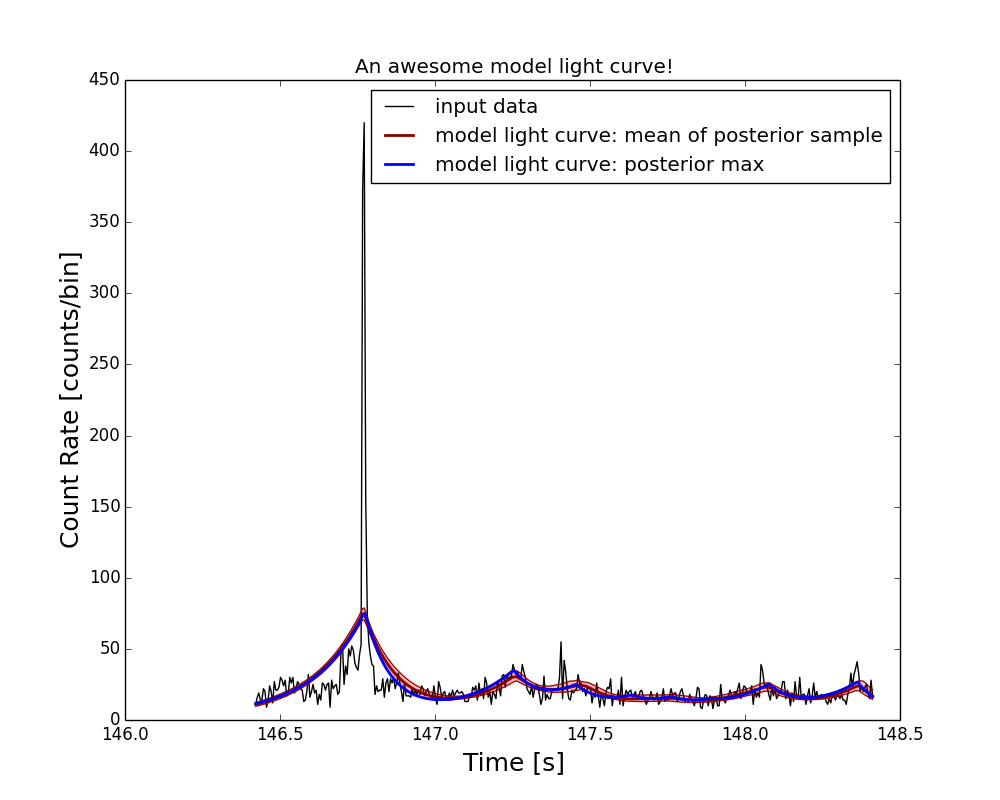 An awesome model light curve!
450
400
350
300
250
200
150
100
50
0
input data
model light curve: mean of posterior sample
model light curve: posterior max
Count Rate [counts/bin]
146.0 146.5 147.0 147.5 148.0 148.5
Time [s]